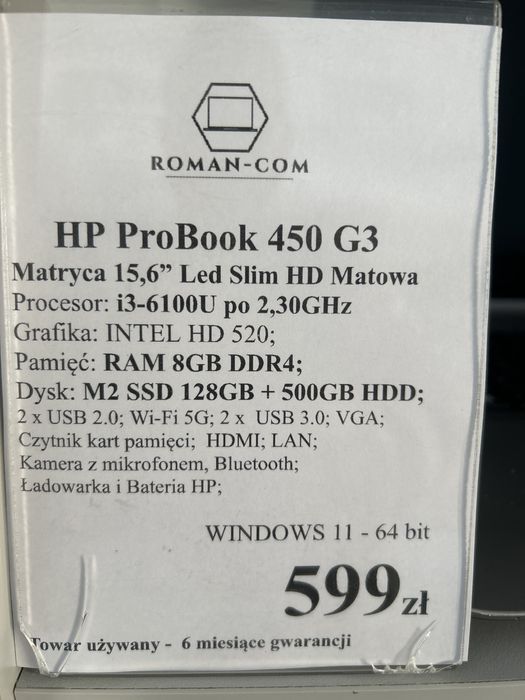 ROMAN-COM
HP ProBook 450 G3
Matryca 15,6” Led Slim HD Matowa
Procesor: i3-6100U po 2,30GHz
Grafika: INTEL HD 520;
Pamięć: RAM 8GB DDR4;
Dysk: M2 SSD 128GB + 500GB HDD;
2 x USB 2.0; Wi-Fi 5G; 2 x USB 3.0; VGA;
Czytnik kart pamięci; HDMI; LAN;
Kamera z mikrofonem, Bluetooth;
Ładowarka i Bateria HP;
WINDOWS 11 - 64 bit
599zł
Towar używany - 6 miesiące gwarancji